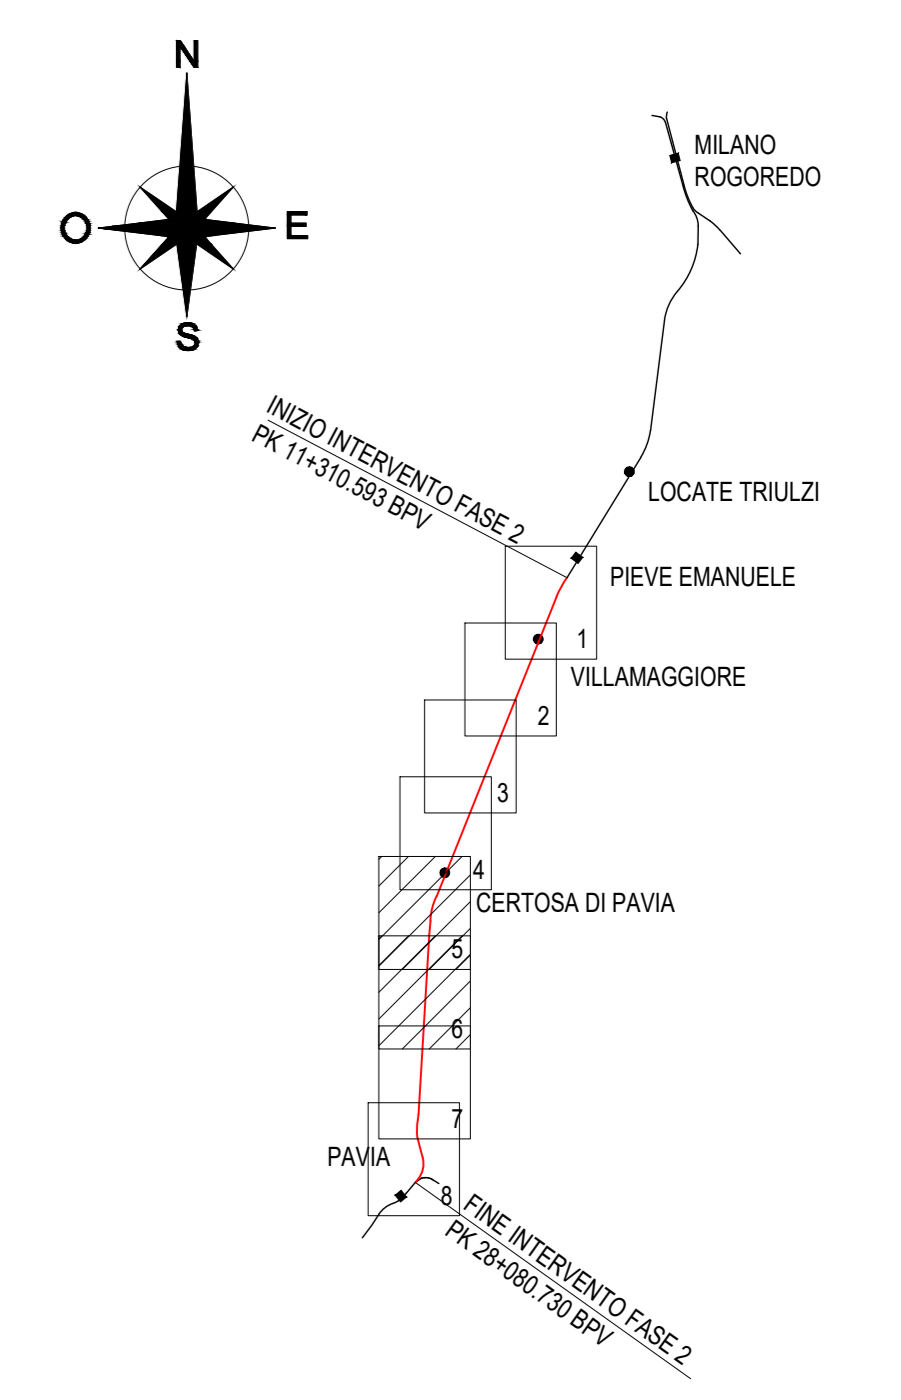 N
O
E
S
MILANO
ROGOREDO
INIZIO INTERVENTO FASE 2
PK 11+310.593 BPV
LOCATE TRIULZI
PIEVE EMANUELE
1
VILLAMAGGIORE
2
3
4
CERTOSA DI PAVIA
5
6
7
PAVIA
8
FINE INTERVENTO FASE 2
PK 28+080.730 BPV